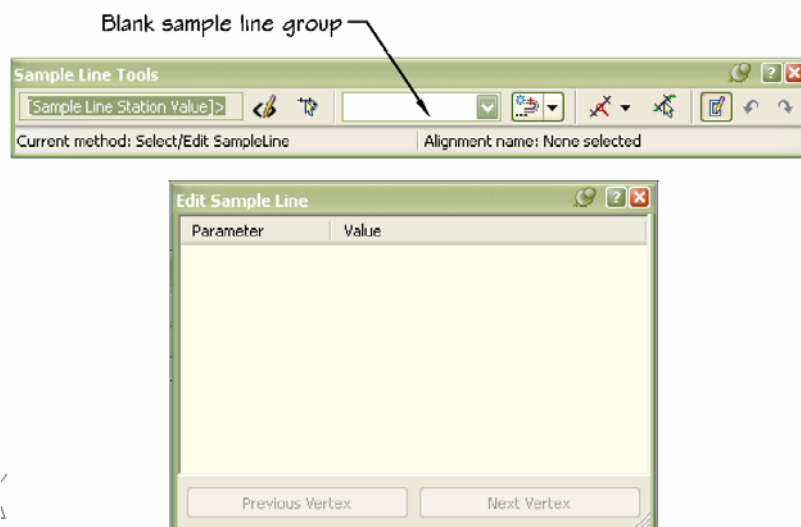 Blank sample line group
Sample Line Tools
[Sample Line Station Value]>
Current method: Select/Edit SampleLine
Alignment name: None selected
Edit Sample Line
Parameter
Value
Previous Vertex
Next Vertex